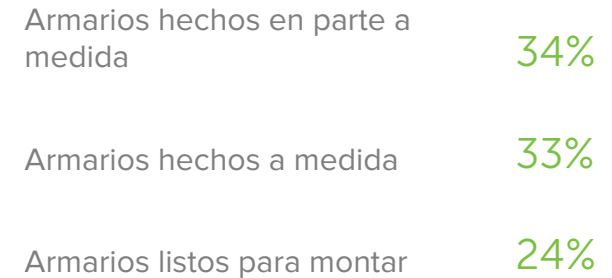 Armarios hechos en parte a
medida
34%
Armarios hechos a medida
33%
Armarios listos para montar
24%